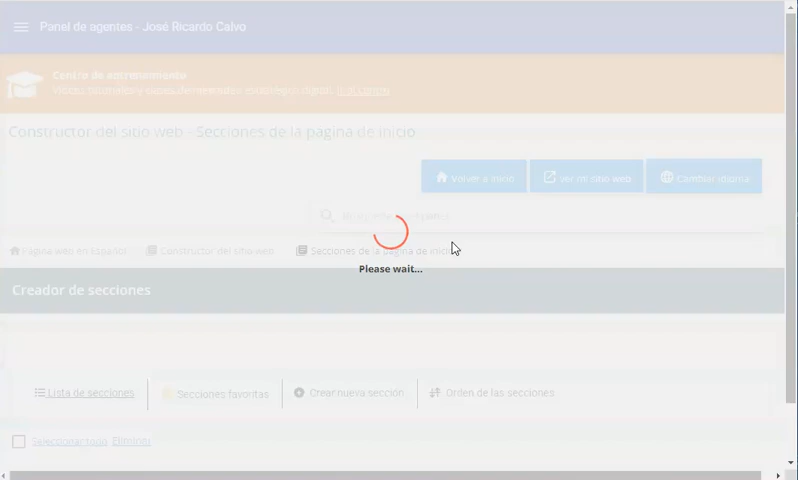 Panel de agentes - José Ricardo Calvo
Centro de entrenamiento
Constructor del sitio web - Secciones de la pagina de inicio
Volver a inicio
Ver mi sitio web
Cambiar idioma
Pagina web en Español
Constructor del sitio web
Secciones de la pagina de inicio
Please wait...
Creador de secciones
Lista de secciones
Secciones favoritas
Crear nueva sección
Orden de las secciones
Seleccionar todo